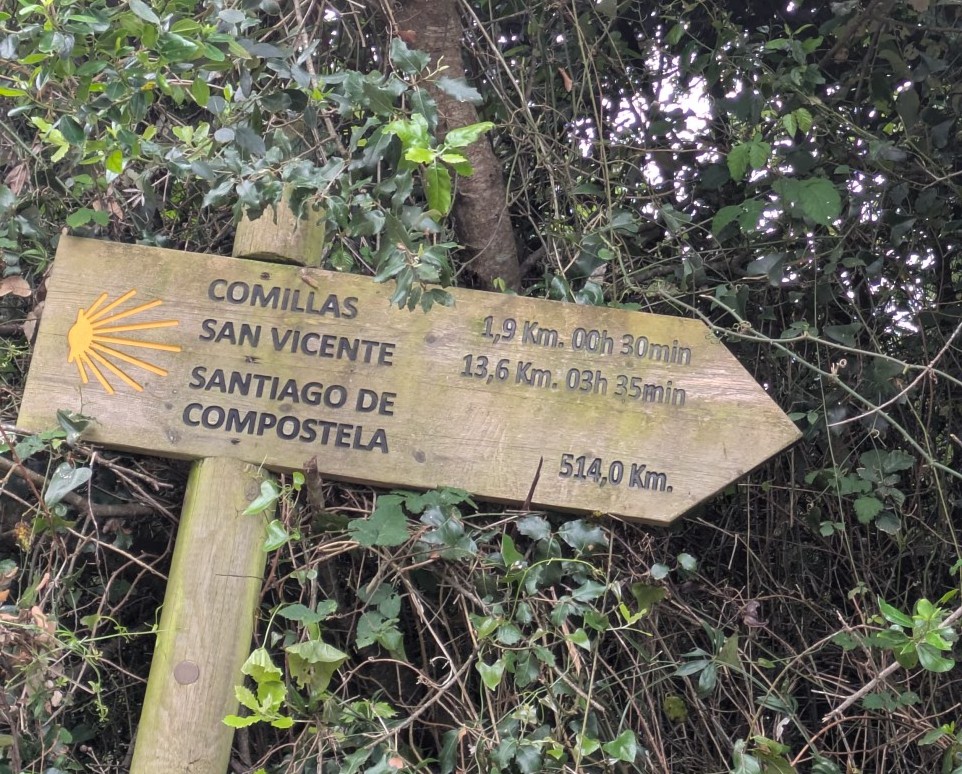 COMILLAS 1,9 Km. 00h 30min
SAN VICENTE 13,6 Km. 03h 35min
SANTIAGO DE
COMPOSTELA 514,0 Km.